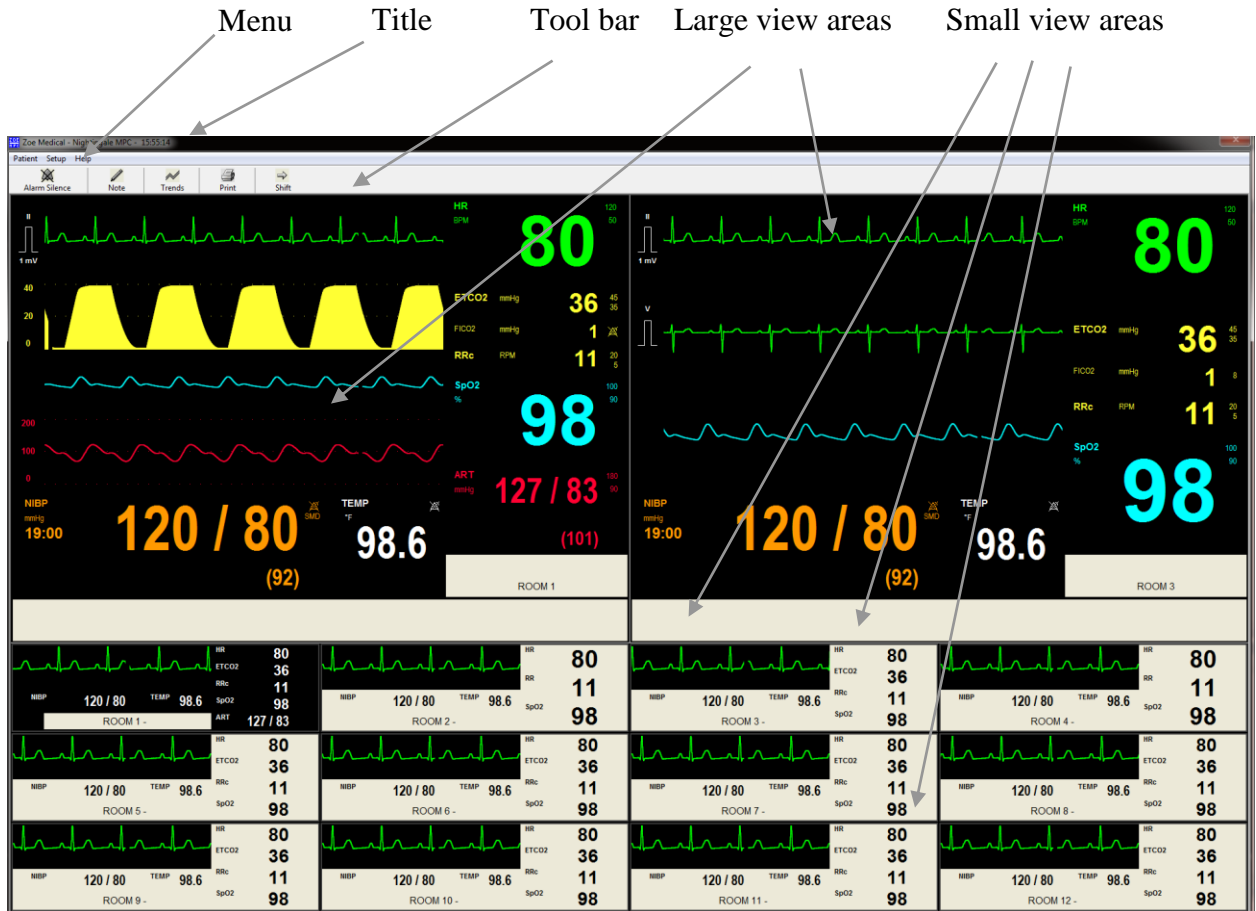 Menu Title Tool bar Large view areas Small view areas
Zoe Medical - Nightingale MPC - 15:55:14
Patient Setup Help
Alarm Silence Note Trends Print Shift
II
1 mV
HR
BPM
80
120
50
40
20
0
ETCO2 mmHg 36 45 35
FICO2 mmHg 1
RRc RPM 11 20 5
SpO2
%
98
100
90
200
100
0
ART
mmHg
127 / 83
160
90
(101)
NIBP
mmHg
19:00
120 / 80
SMD
(92)
TEMP
°F
98.6
ROOM 1
II
1 mV
HR
BPM
80
120
50
V
ETCO2 mmHg 36 45 35
FICO2 mmHg 1 8
RRc RPM 11 20 5
SpO2
%
98
100
90
NIBP
mmHg
19:00
120 / 80
SMD
(92)
TEMP
°F
98.6
ROOM 3
HR 80
ETCO2 36
RRc 11
SpO2 98
ART 127 / 83
NIBP 120 / 80 TEMP 98.6
ROOM 1 -
HR 80
RR 11
SpO2 98
NIBP 120 / 80 TEMP 98.6
ROOM 2 -
HR 80
ETCO2 36
RRc 11
SpO2 98
NIBP 120 / 80 TEMP 98.6
ROOM 3 -
HR 80
RR 11
SpO2 98
NIBP 120 / 80 TEMP 98.6
ROOM 4 -
HR 80
ETCO2 36
RRc 11
SpO2 98
NIBP 120 / 80 TEMP 98.6
ROOM 5 -
HR 80
ETCO2 36
RRc 11
SpO2 98
NIBP 120 / 80 TEMP 98.6
ROOM 6 -
HR 80
ETCO2 36
RRc 11
SpO2 98
NIBP 120 / 80 TEMP 98.6
ROOM 7 -
HR 80
ETCO2 36
RRc 11
SpO2 98
NIBP 120 / 80 TEMP 98.6
ROOM 8 -
HR 80
ETCO2 36
RRc 11
SpO2 98
NIBP 120 / 80 TEMP 98.6
ROOM 9 -
HR 80
ETCO2 36
RRc 11
SpO2 98
NIBP 120 / 80 TEMP 98.6
ROOM 10 -
HR 80
ETCO2 36
RRc 11
SpO2 98
NIBP 120 / 80 TEMP 98.6
ROOM 11 -
HR 80
ETCO2 36
RRc 11
SpO2 98
NIBP 120 / 80 TEMP 98.6
ROOM 12 -